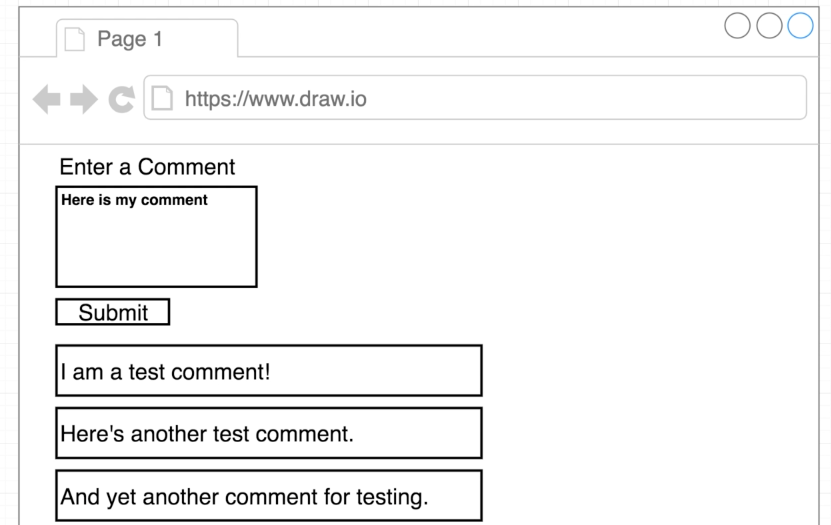 Page 1
https://www.draw.io
Enter a Comment
Here is my comment
Submit
I am a test comment!
Here's another test comment.
And yet another comment for testing.